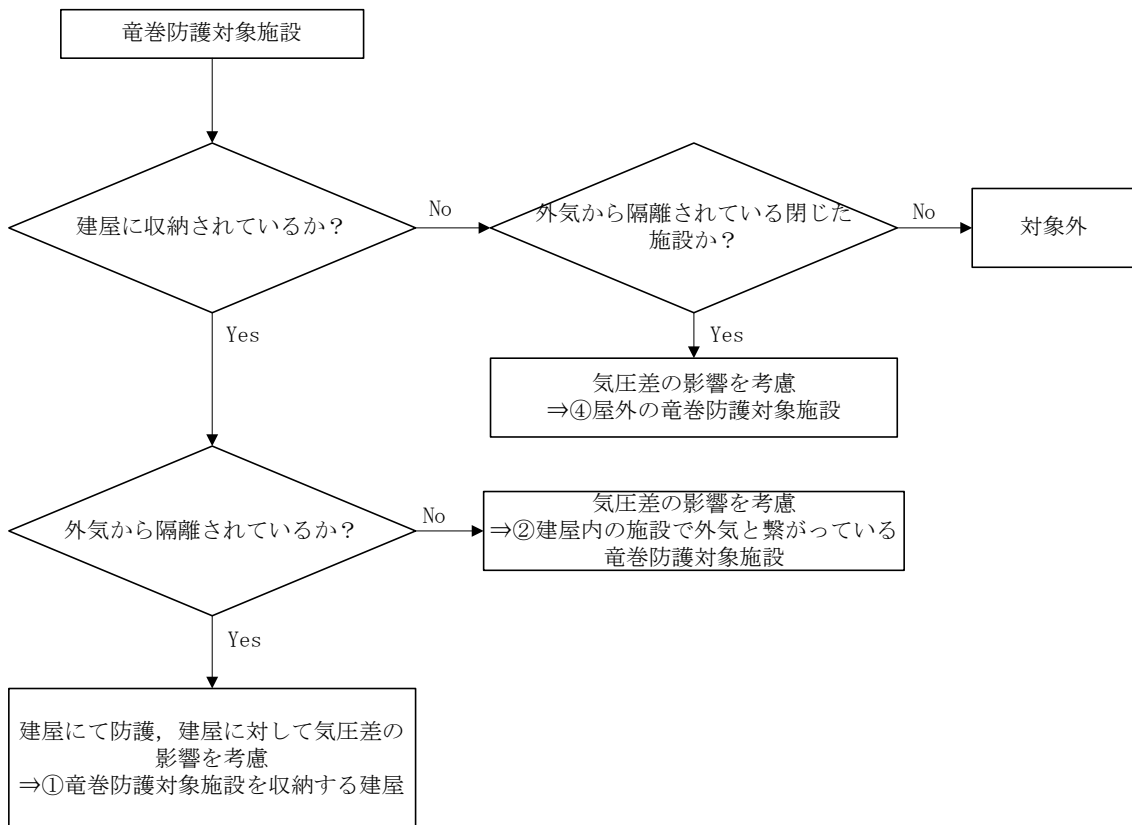 竜巻防護対象施設
建屋に収納されているか?
No
外気から隔離されている閉じた
施設か?
No
対象外
Yes
Yes
気圧差の影響を考慮
⇒④屋外の竜巻防護対象施設
外気から隔離されているか?
No
気圧差の影響を考慮
⇒②建屋内の施設で外気と繋がっている
竜巻防護対象施設
Yes
建屋にて防護，建屋に対して気圧差の
影響を考慮
⇒①竜巻防護対象施設を収納する建屋